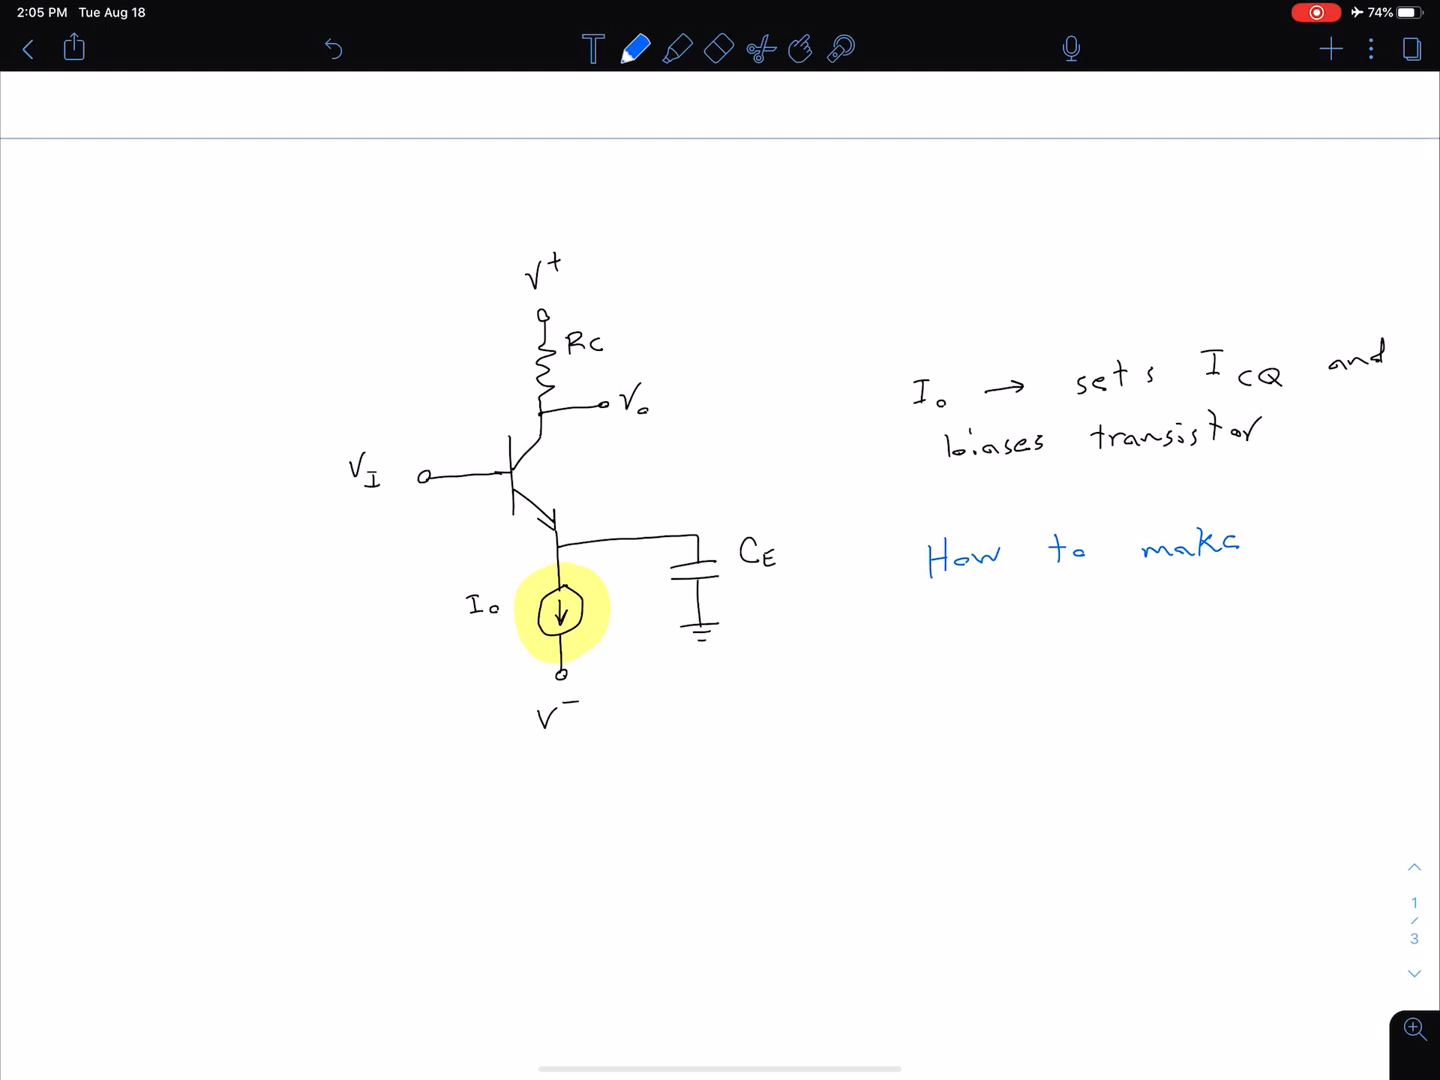 2:05 PM Tue Aug 18
74%
V+
RC
Vo
VI
Io → sets ICQ and
biases transistor
How to make
CE
Io
V-
1
/
3